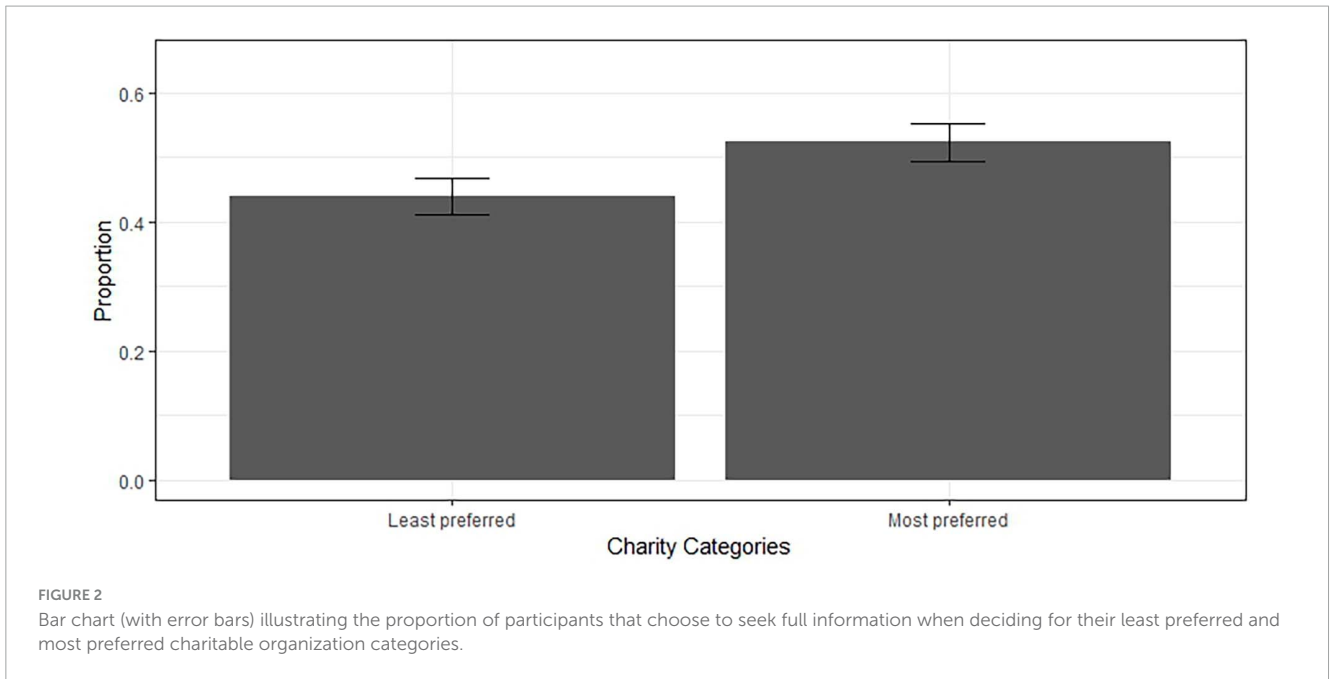 0.6
0.4
0.2
0.0
Proportion
Least preferred
Most preferred
Charity Categories
FIGURE 2
Bar chart (with error bars) illustrating the proportion of participants that choose to seek full information when deciding for their least preferred and
most preferred charitable organization categories.